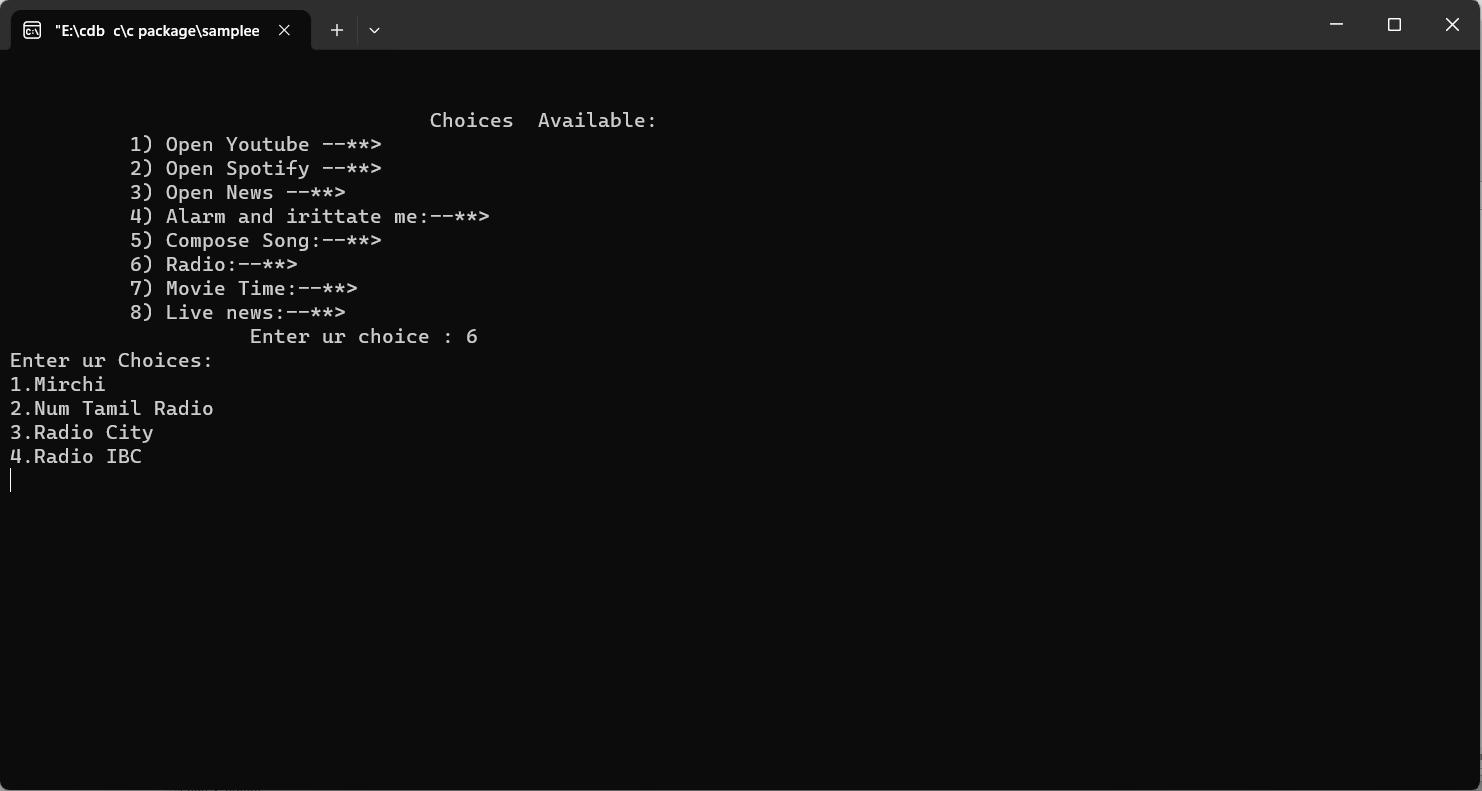 "E:\cdb  c\c package\samplee
Choices  Available:
1) Open Youtube --**>
2) Open Spotify --**>
3) Open News --**>
4) Alarm and irittate me:--**>
5) Compose Song:--**>
6) Radio:--**>
7) Movie Time:--**>
8) Live news:--**>
Enter ur choice : 6
Enter ur Choices:
1.Mirchi
2.Num Tamil Radio
3.Radio City
4.Radio IBC